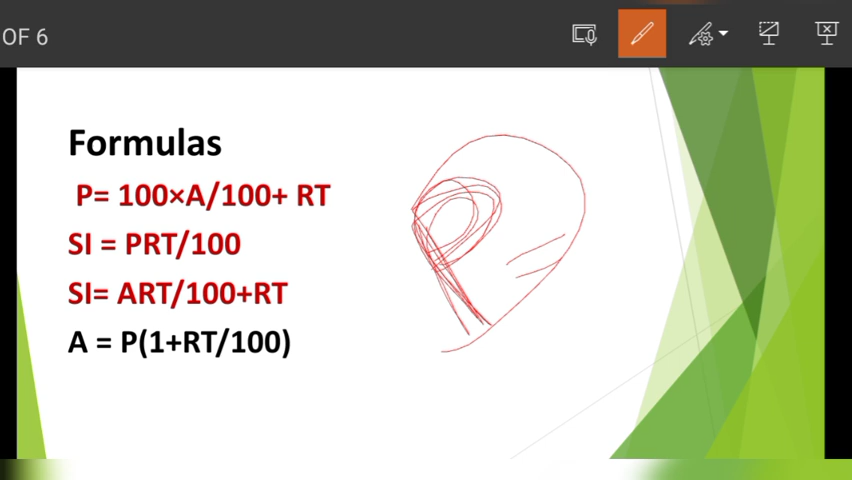 OF 6
Formulas
P= 100×A/100+ RT
SI = PRT/100
SI= ART/100+RT
A = P(1+RT/100)